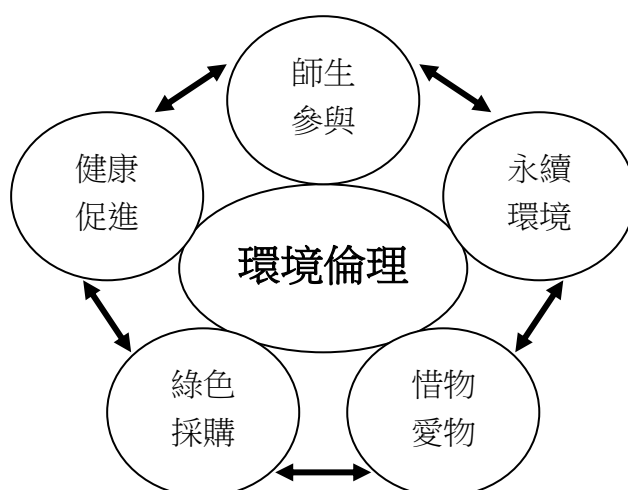 師生
參與
健康
促進
永續
環境
環境倫理
綠色
採購
惜物
愛物